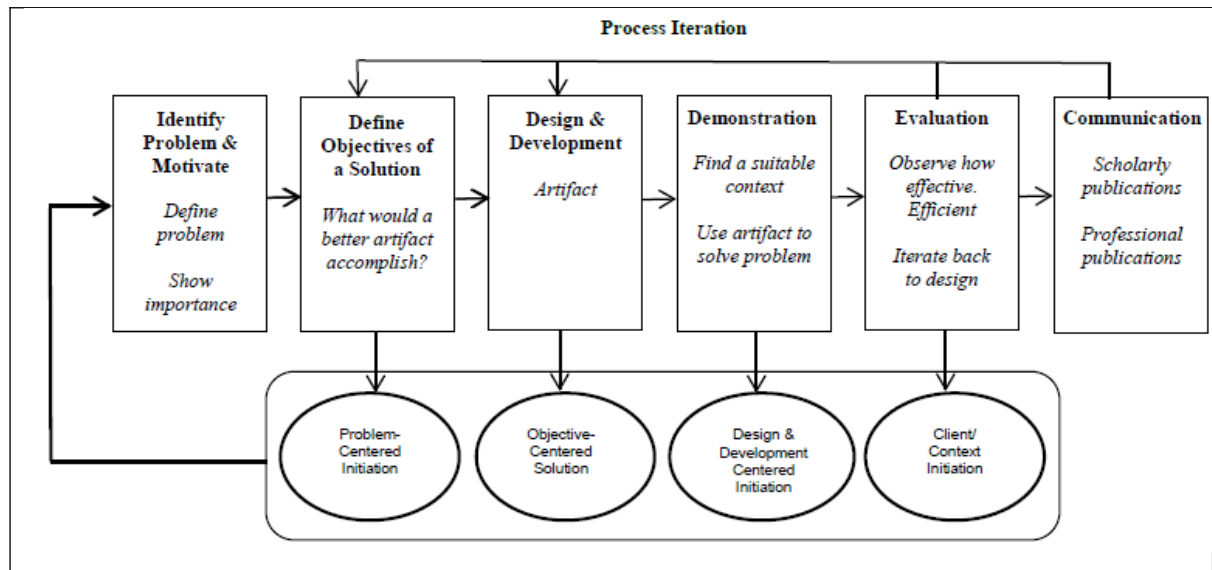 Process Iteration
Identify
Problem &
Motivate
Define
problem
Show
importance
Define
Objectives of
a Solution
What would a
better artifact
accomplish?
Design &
Development
Artifact
Demonstration
Find a suitable
context
Use artifact to
solve problem
Evaluation
Observe how
effective.
Efficient
Iterate back
to design
Communication
Scholarly
publications
Professional
publications
Problem-
Centered
Initiation
Objective-
Centered
Solution
Design &
Development
Centered
Initiation
Client/
Context
Initiation